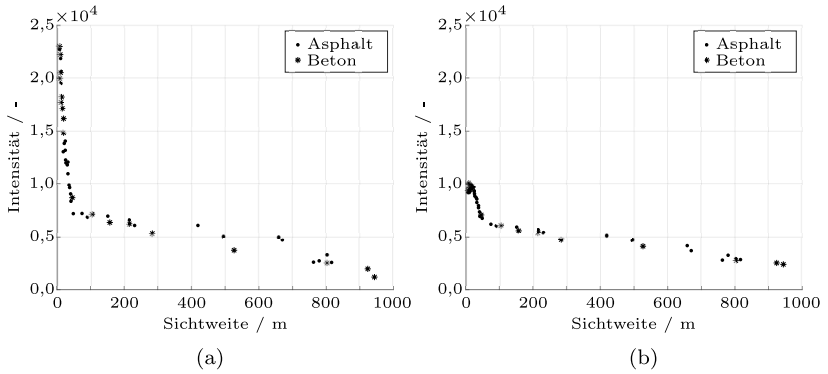 2,5×10⁴
2,0
1,5
1,0
0,5
0,0
0 200 400 600 800 1000
Intensität / -
Sichtweite / m
Asphalt
Beton
(a)
2,5×10⁴
2,0
1,5
1,0
0,5
0,0
0 200 400 600 800 1000
Intensität / -
Sichtweite / m
Asphalt
Beton
(b)